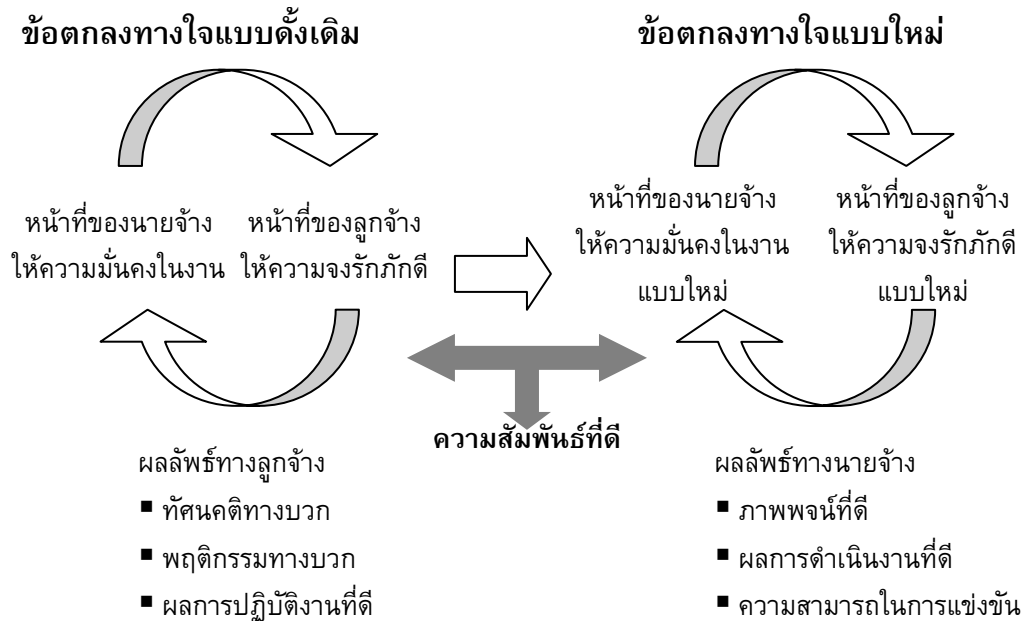 ข้อตกลงทางใจแบบดั้งเดิม
ข้อตกลงทางใจแบบใหม่
หน้าที่ของนายจ้าง
ให้ความมั่นคงในงาน
หน้าที่ของลูกจ้าง
ให้ความจงรักภักดี
หน้าที่ของนายจ้าง
ให้ความมั่นคงในงาน
แบบใหม่
หน้าที่ของลูกจ้าง
ให้ความจงรักภักดี
แบบใหม่
ความสัมพันธ์ที่ดี
ผลลัพธ์ทางลูกจ้าง
▪ ทัศนคติทางบวก
▪ พฤติกรรมทางบวก
▪ ผลการปฏิบัติงานที่ดี
ผลลัพธ์ทางนายจ้าง
▪ ภาพพจน์ที่ดี
▪ ผลการดำเนินงานที่ดี
▪ ความสามารถในการแข่งขัน